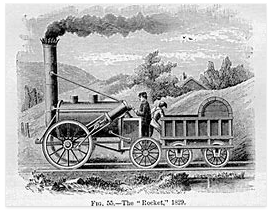 FIG. 55.—The "Rocket," 1829.